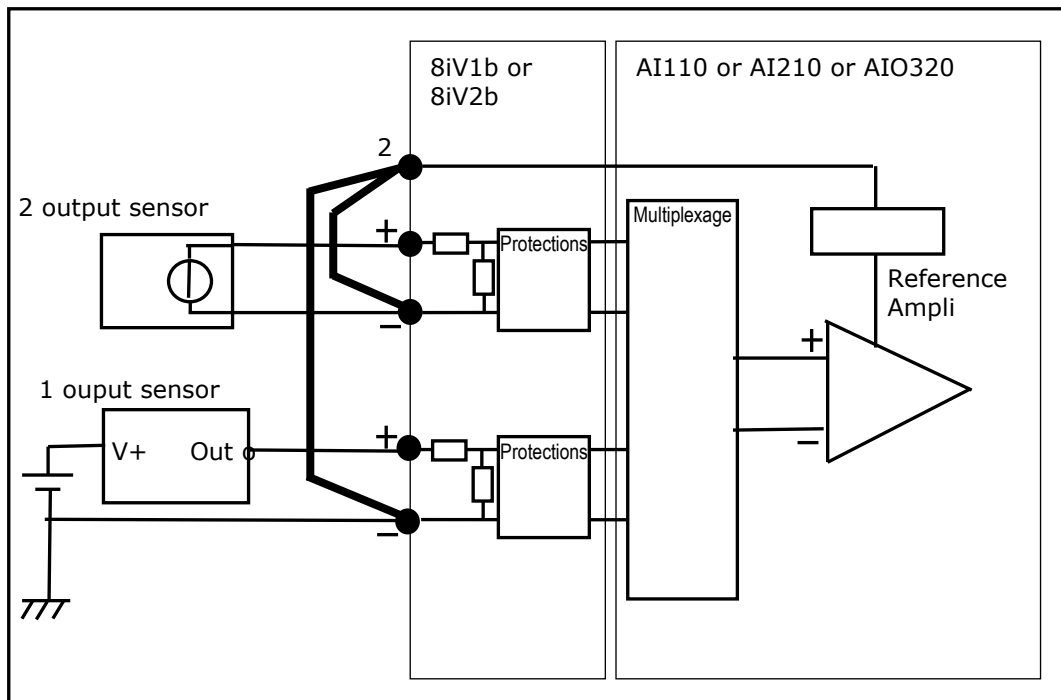 8iV1b or
8iV2b
AI110 or AI210 or AIO320
2
2 output sensor
+
Protections
Multiplexage
−
Reference
Ampli
+
−
1 ouput sensor
V+ Out o
+
Protections
−